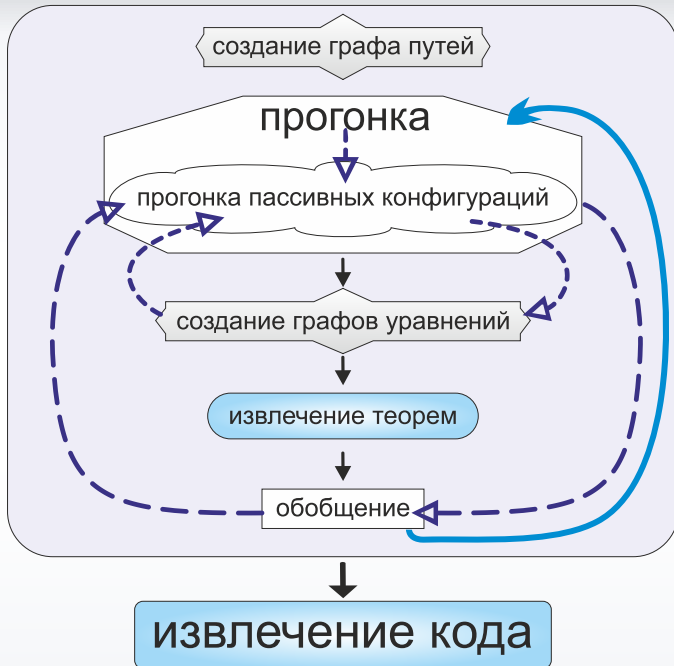 создание графа путей
прогонка
прогонка пассивных конфигураций
создание графов уравнений
извлечение теорем
обобщение
извлечение кода